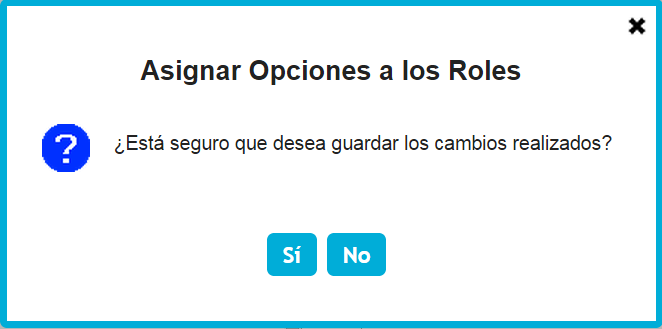 Asignar Opciones a los Roles
¿Está seguro que desea guardar los cambios realizados?
Sí No